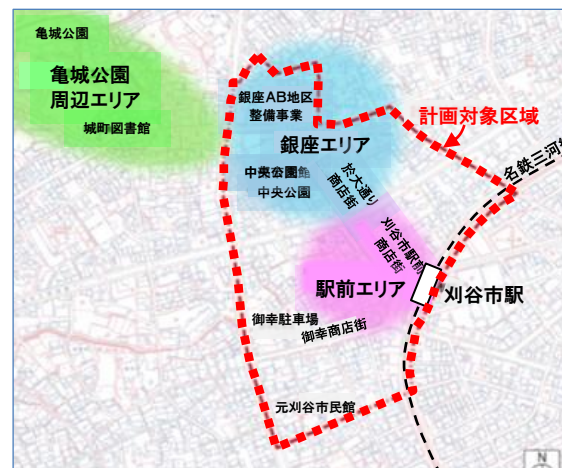 亀城公園
亀城公園
周辺エリア
城町図書館
銀座AB地区
整備事業
銀座エリア
中央公園
於大通り
商店街
計画対象区域
名鉄三河
刈谷市駅前
商店街
駅前エリア
刈谷市駅
御幸駐車場
御幸商店街
元刈谷市民館
N